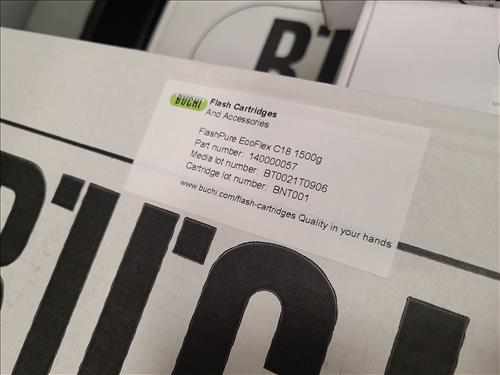 BUCHI Flash Cartridges
And Accessories
FlashPure EcoFlex C18 1500g
Part number: 140000057
Media lot number: BT0021T0906
Cartridge lot number: BNT001
www.buchi.com/flash-cartridges Quality in your hands